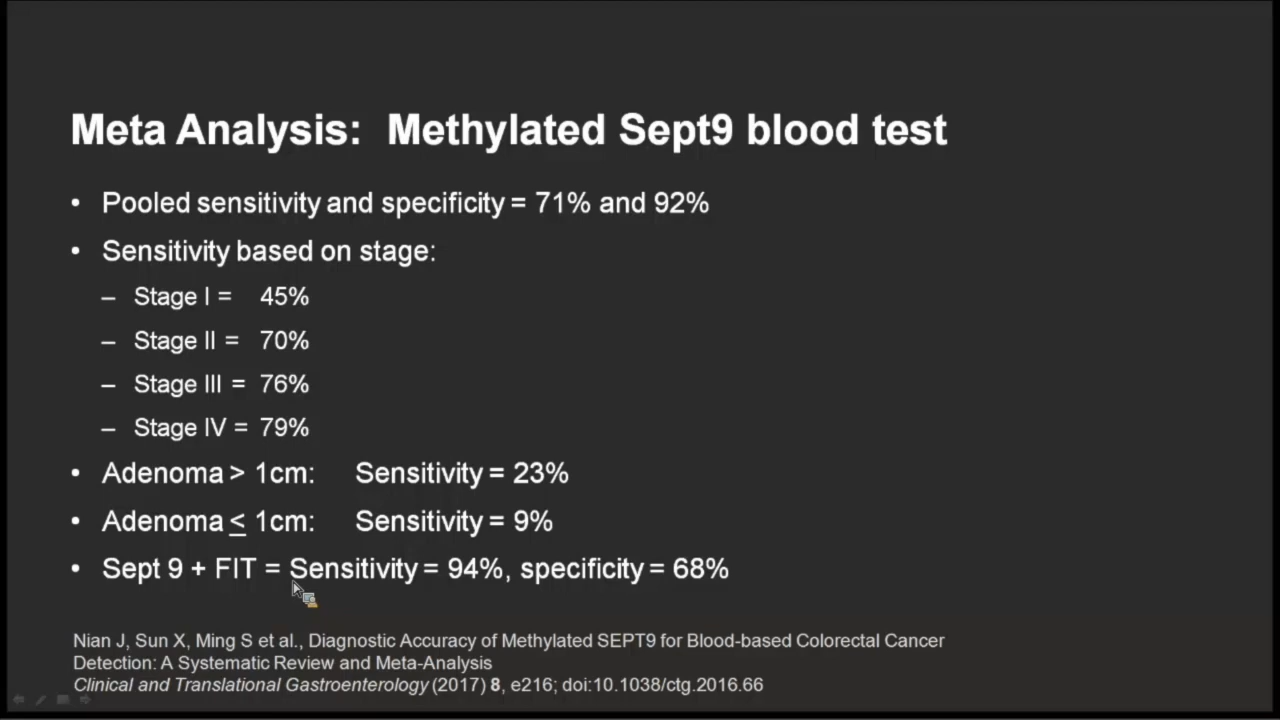 Meta Analysis: Methylated Sept9 blood test
• Pooled sensitivity and specificity = 71% and 92%
• Sensitivity based on stage:
– Stage I = 45%
– Stage II = 70%
– Stage III = 76%
– Stage IV = 79%
• Adenoma > 1cm: Sensitivity = 23%
• Adenoma ≤ 1cm: Sensitivity = 9%
• Sept 9 + FIT = Sensitivity = 94%, specificity = 68%
Nian J, Sun X, Ming S et al., Diagnostic Accuracy of Methylated SEPT9 for Blood-based Colorectal Cancer
Detection: A Systematic Review and Meta-Analysis
Clinical and Translational Gastroenterology (2017) 8, e216; doi:10.1038/ctg.2016.66